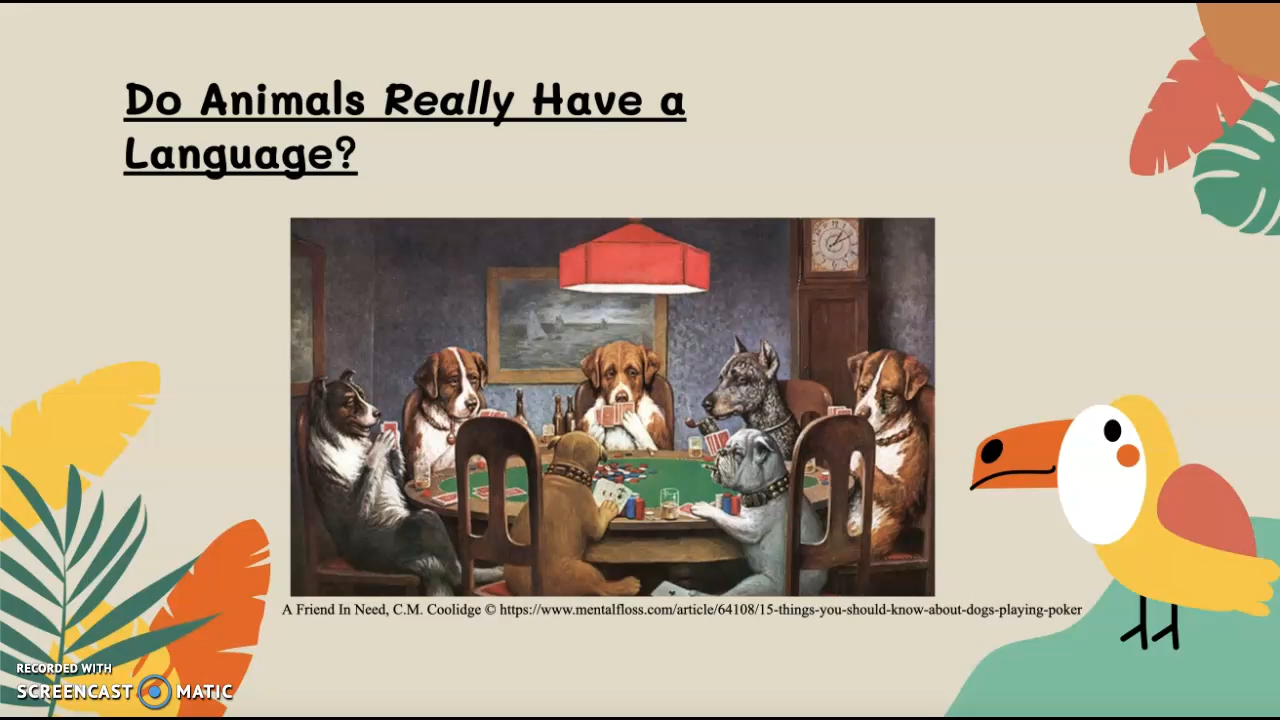 Do Animals Really Have a
Language?
A Friend In Need, C.M. Coolidge © https://www.mentalfloss.com/article/64108/15-things-you-should-know-about-dogs-playing-poker
RECORDED WITH
SCREENCAST MATIC